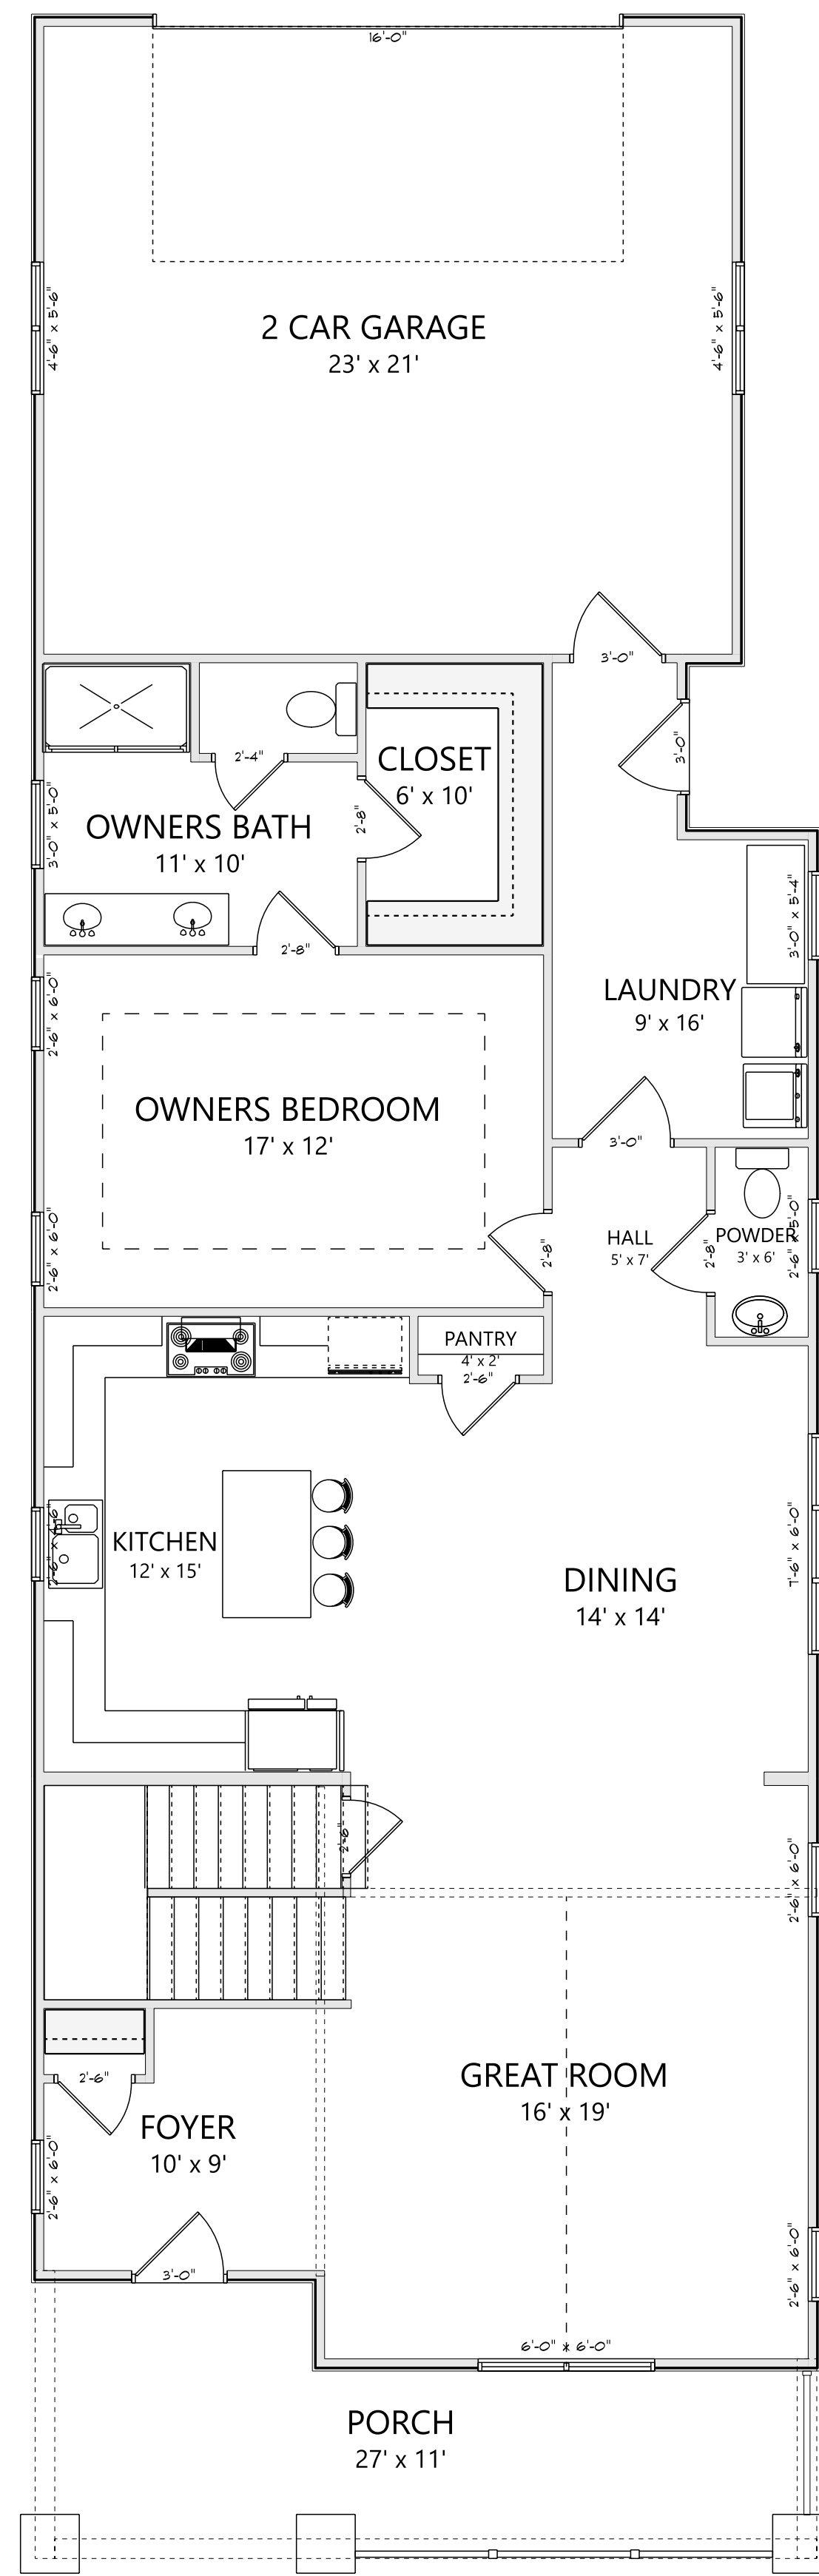 16'-0"
4'-6" x 5'-6"
4'-6" x 5'-6"
2 CAR GARAGE
23' x 21'
3'-0"
3'-0"
2'-4"
CLOSET
6' x 10'
3'-0" x 5'-0"
2'-8"
OWNERS BATH
11' x 10'
3'-0" x 5'-4"
2'-8"
2'-6" x 6'-0"
LAUNDRY
9' x 16'
OWNERS BEDROOM
17' x 12'
3'-0"
2'-6" x 6'-0"
2'-8"
HALL
5' x 7'
2'-8"
POWDER
3' x 6'
2'-6" x 5'-0"
PANTRY
4' x 2'
2'-6"
KITCHEN
12' x 15'
7'-6" x 6'-0"
DINING
14' x 14'
2'-6"
2'-6" x 6'-0"
2'-6"
GREAT ROOM
16' x 19'
FOYER
10' x 9'
2'-6" x 6'-0"
3'-0"
2'-6" x 6'-0"
6'-0" x 6'-0"
PORCH
27' x 11'